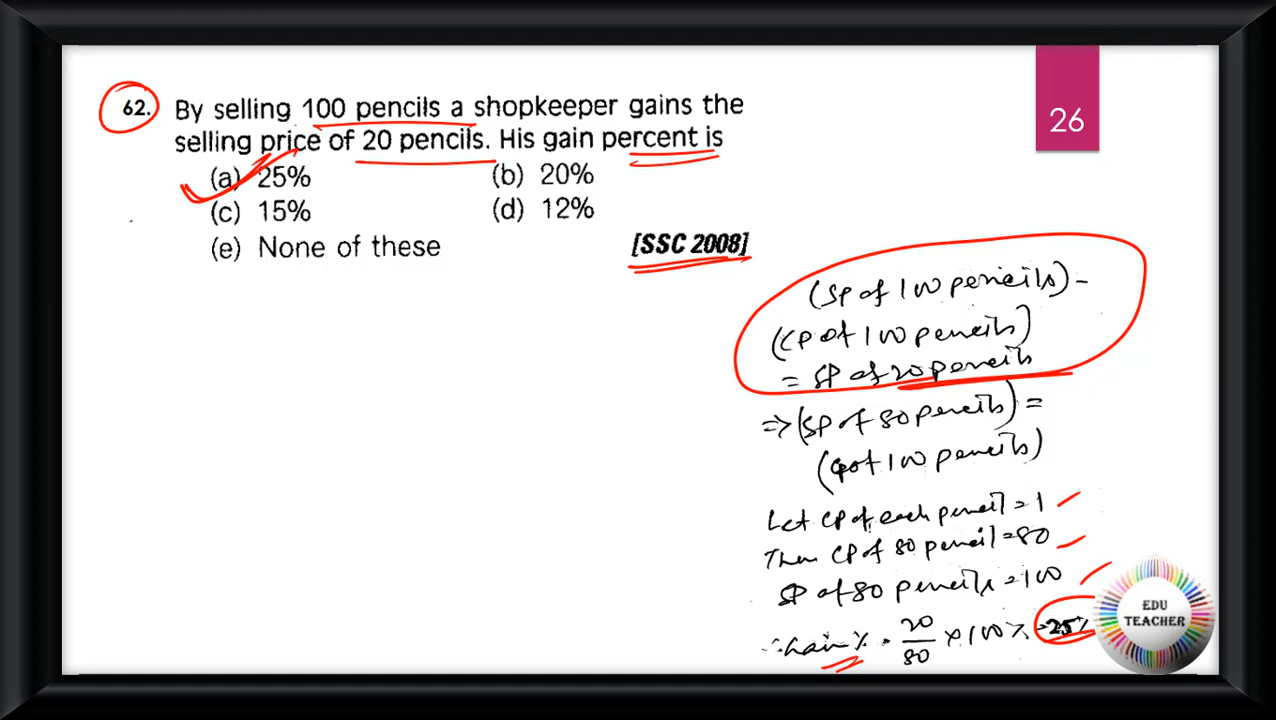 26
62. By selling 100 pencils a shopkeeper gains the
selling price of 20 pencils. His gain percent is
(a) 25% (b) 20%
(c) 15% (d) 12%
(e) None of these [SSC 2008]
(SP of 100 pencils) -
(CP of 100 pencils)
= SP of 20 pencils
=> (SP of 80 pencils) =
(CP of 100 pencils)
Let CP of each pencil = 1
Then CP of 80 pencil = 80
SP of 80 pencils = 100
∴ Gain % = 20/80 × 100% = 25%
EDU
TEACHER